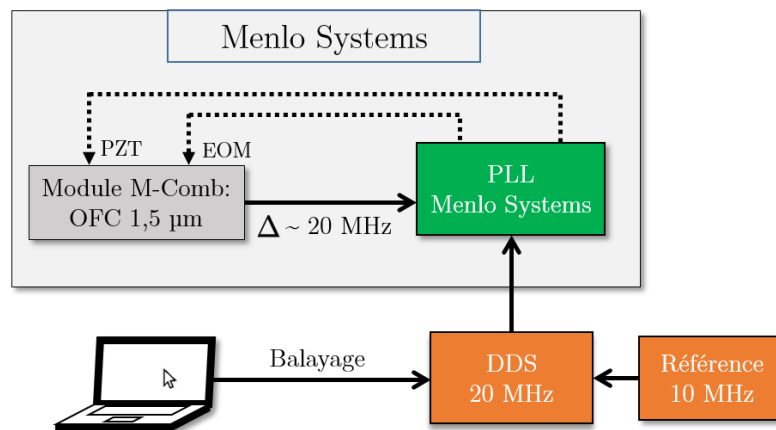 Menlo Systems
PZT
EOM
Module M-Comb:
OFC 1,5 µm
PLL
Menlo Systems
Δ ~ 20 MHz
Balayage
DDS
20 MHz
Référence
10 MHz